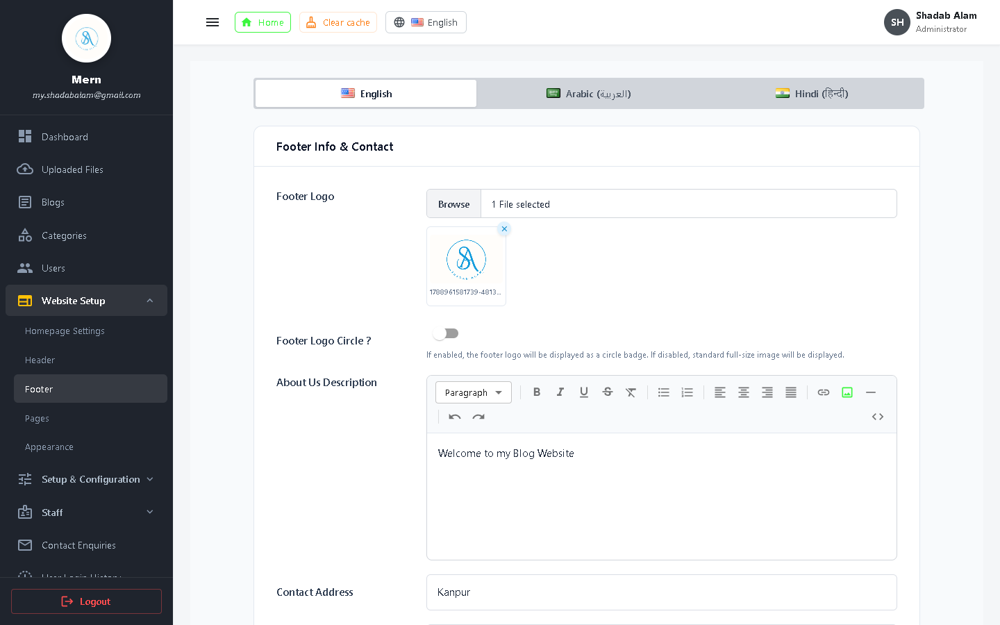 Mern
my.shadabalam@gmail.com
Dashboard
Uploaded Files
Blogs
Categories
Users
Website Setup
Homepage Settings
Header
Footer
Pages
Appearance
Setup & Configuration
Staff
Contact Enquiries
User Login History
Logout
Home
Clear cache
English
SH
Shadab Alam
Administrator
English
Arabic (العربية)
Hindi (हिन्दी)
Footer Info & Contact
Footer Logo
Browse
1 File selected
1788961581739-4813...
Footer Logo Circle ?
If enabled, the footer logo will be displayed as a circle badge. If disabled, standard full-size image will be displayed.
About Us Description
Paragraph
Welcome to my Blog Website
Contact Address
Kanpur